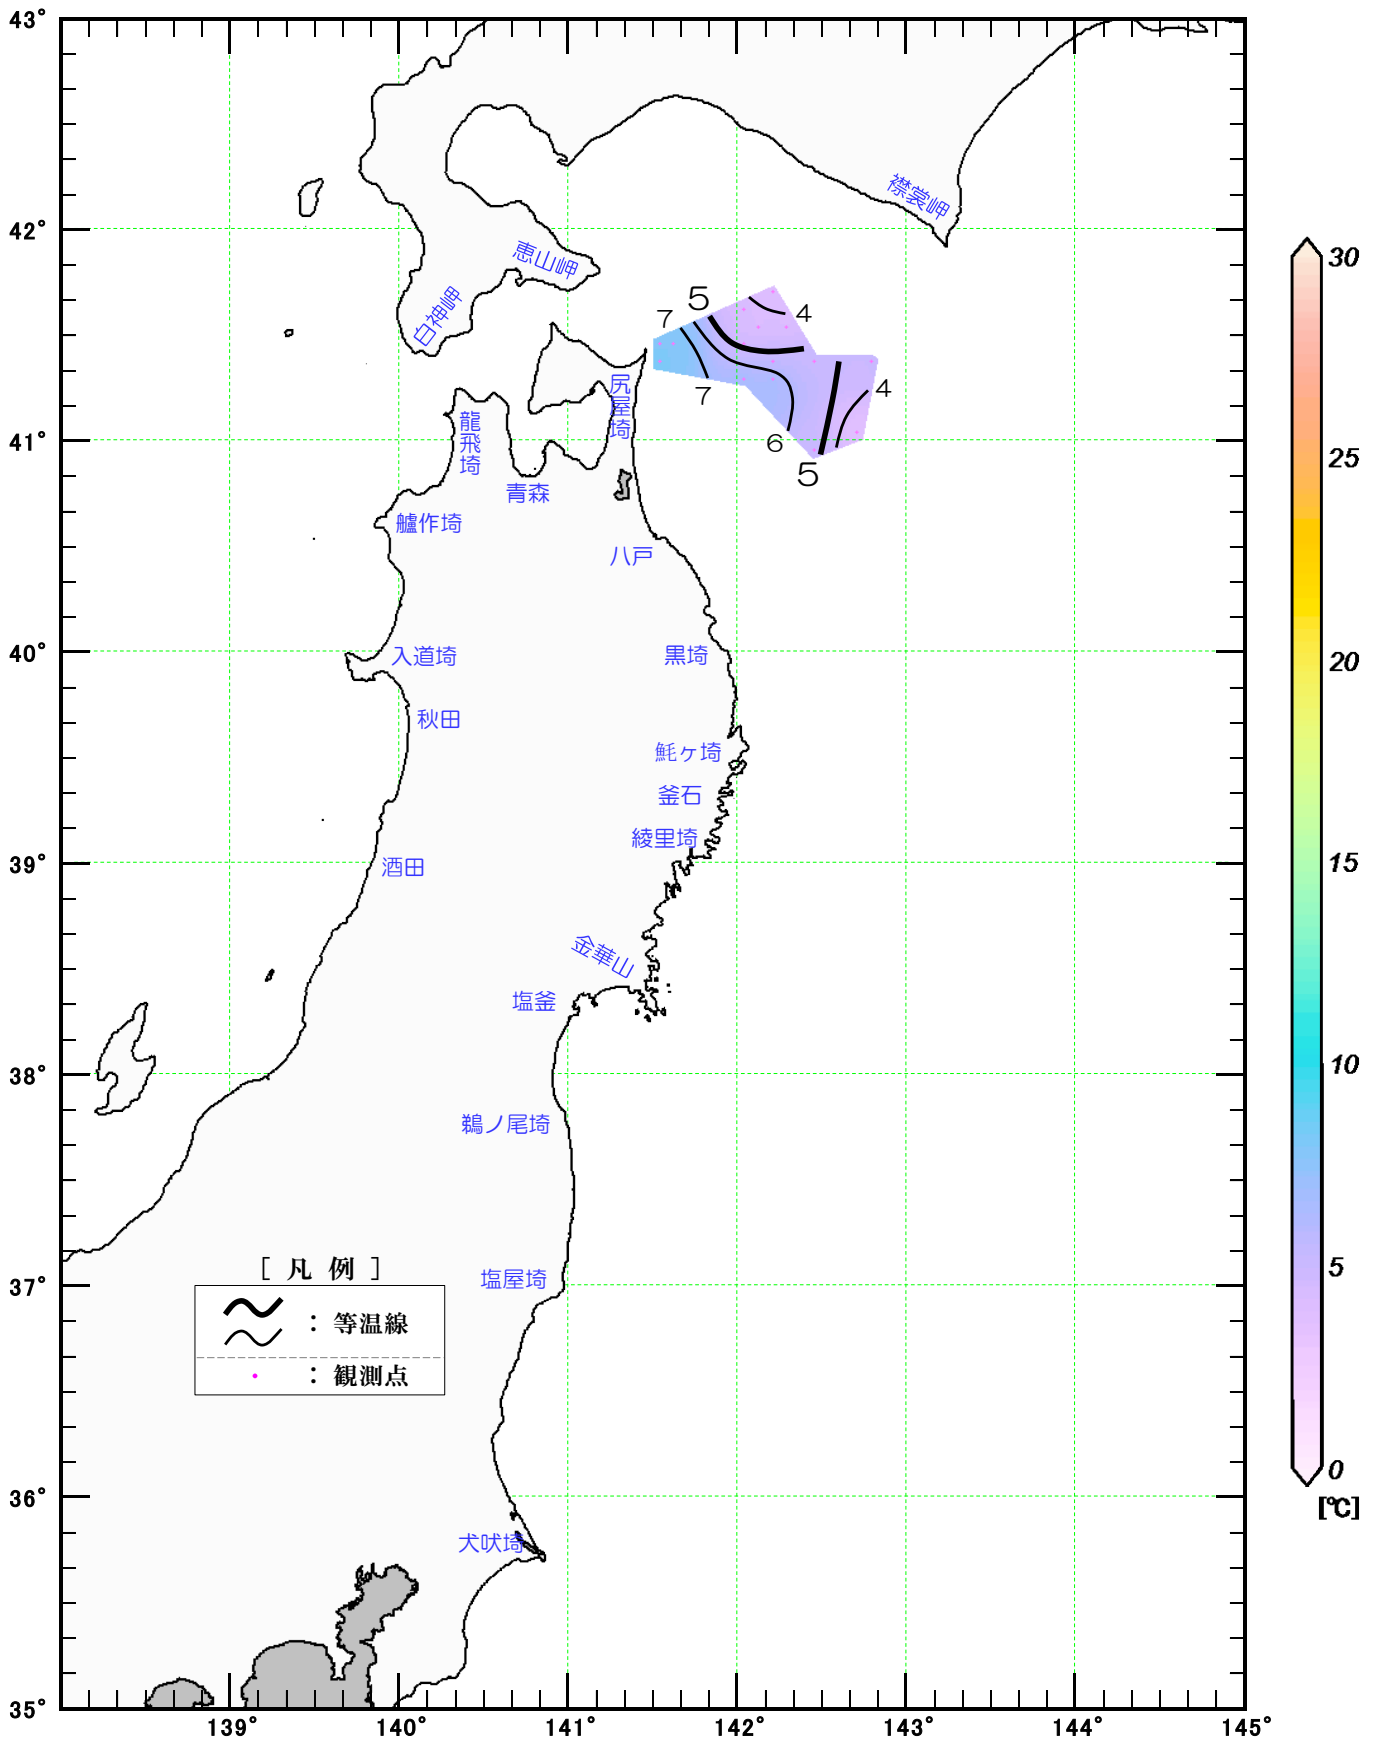 43°
42°
41°
40°
39°
38°
37°
36°
35°
139°
140°
141°
142°
143°
144°
145°
襟裳岬
恵山岬
白神岬
尻屋埼
龍飛埼
青森
艫作埼
八戸
入道埼
黒埼
秋田
魹ヶ埼
釜石
綾里埼
酒田
金華山
塩釜
鵜ノ尾埼
塩屋埼
犬吠埼
7
5
4
7
6
5
4
[ 凡 例 ]
: 等温線
: 観測点
30
25
20
15
10
5
0
[℃]